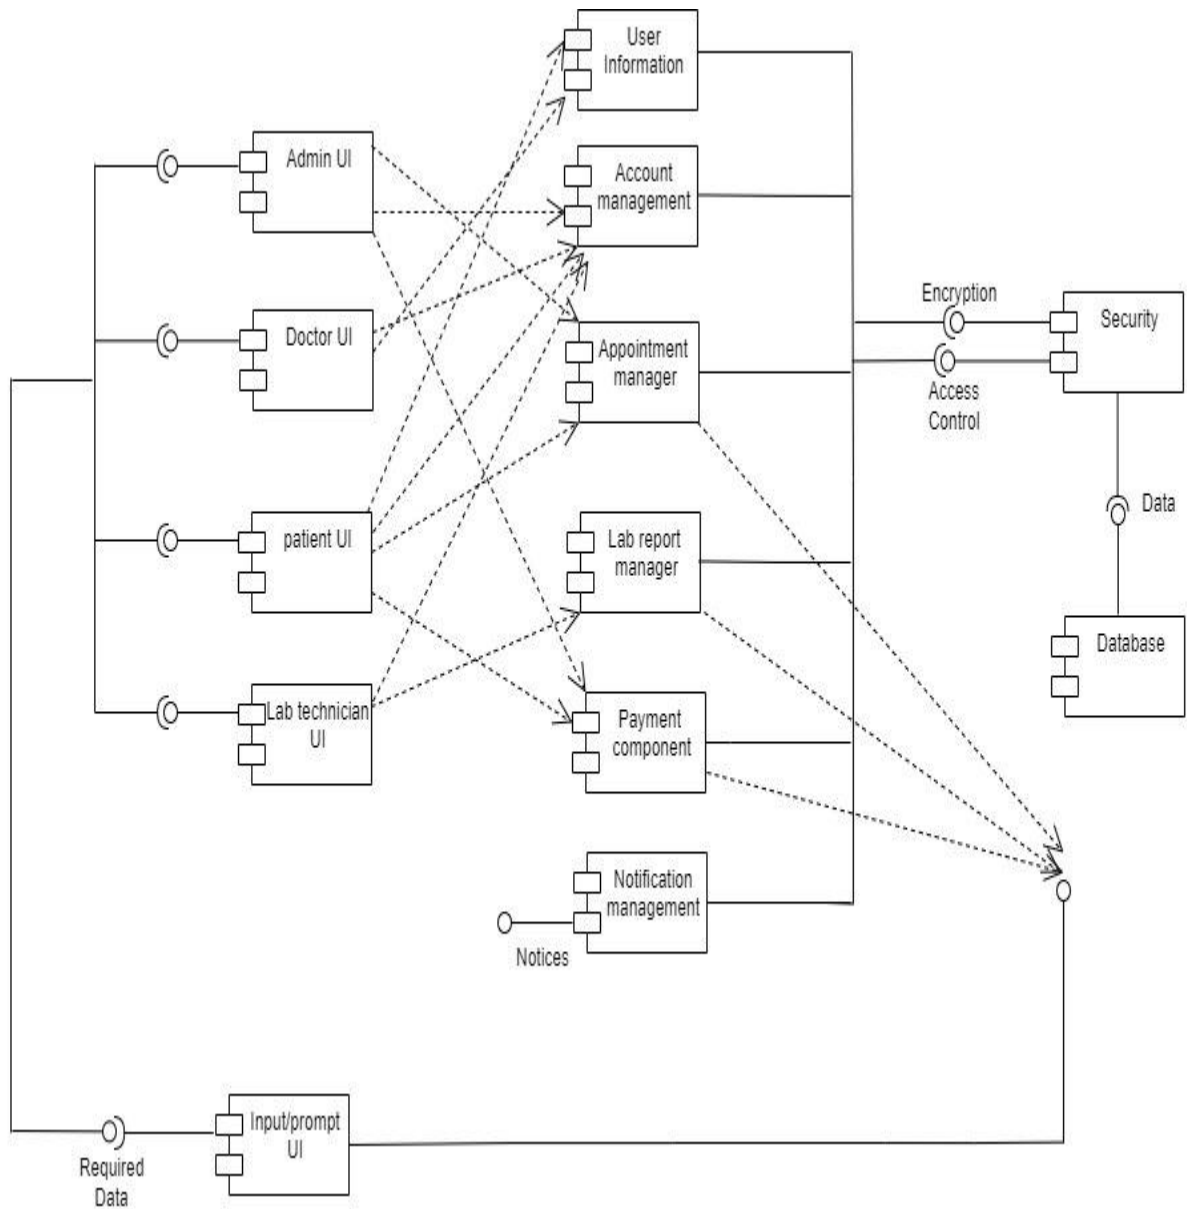 User
Information
Admin UI
Account
management
Encryption
Security
Doctor UI
Appointment
manager
Access
Control
Data
patient UI
Lab report
manager
Database
Lab technician
UI
Payment
component
Notification
management
Notices
Input/prompt
UI
Required
Data